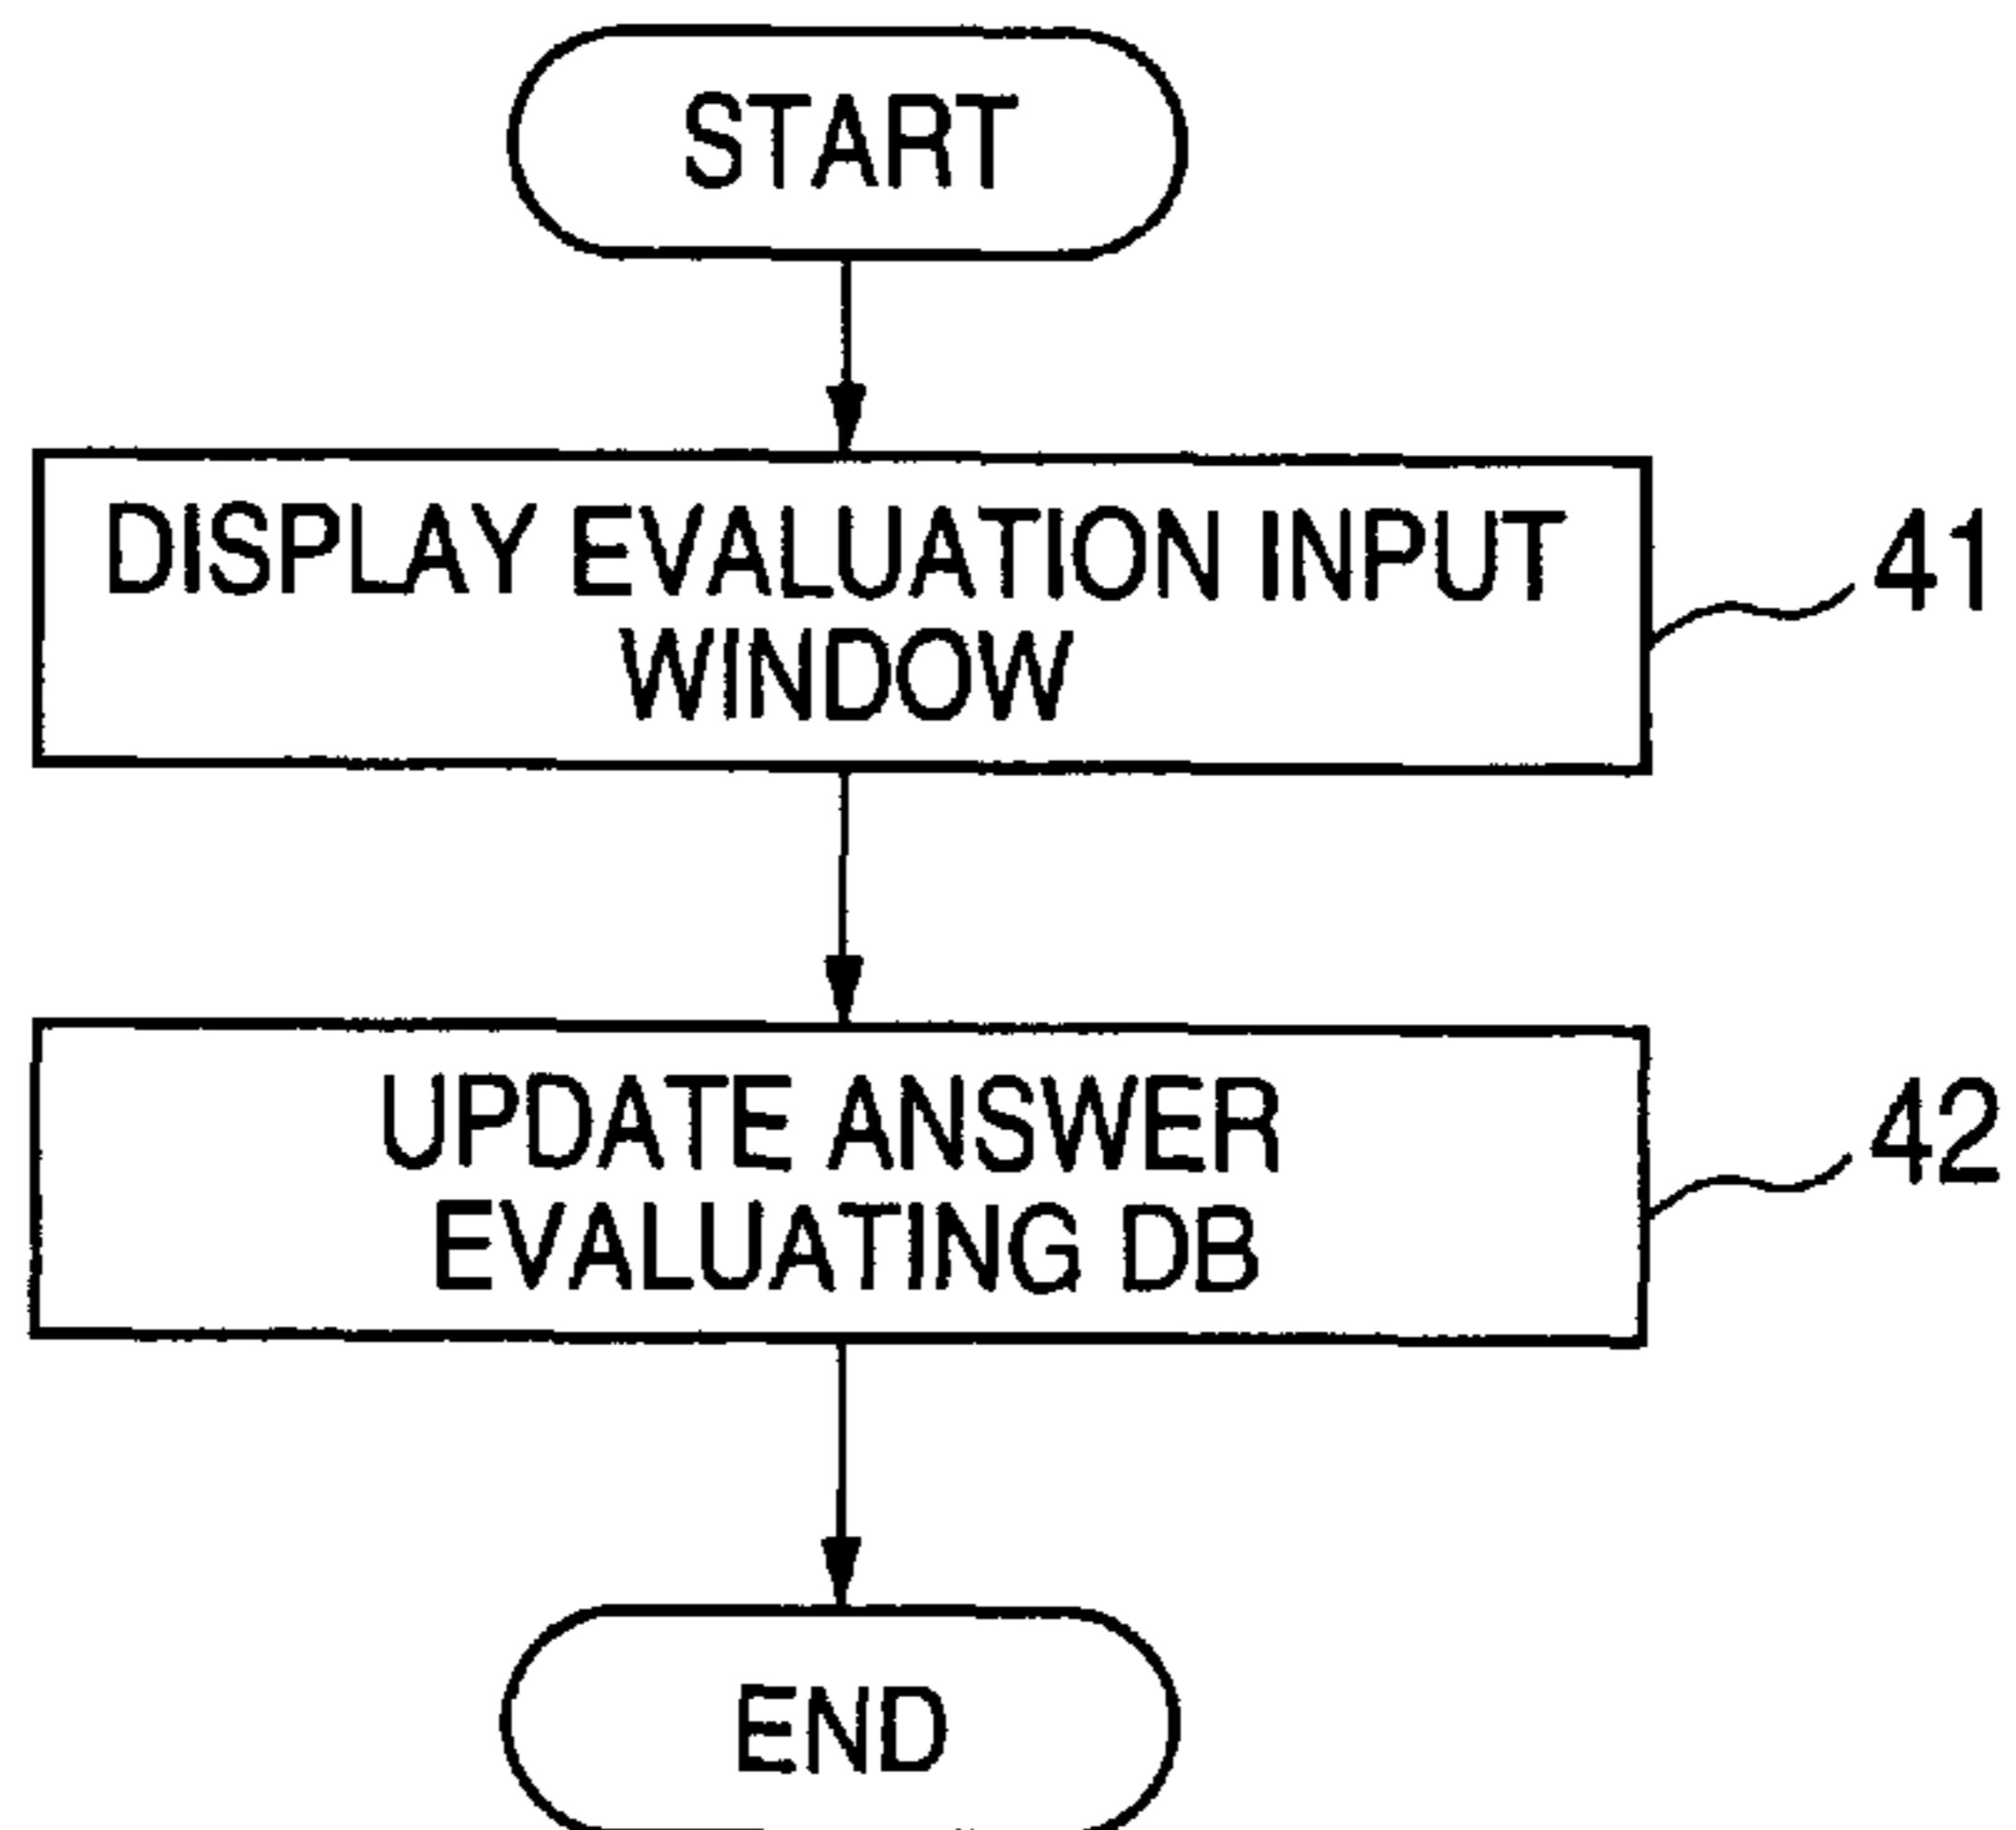 START
DISPLAY EVALUATION INPUT
WINDOW
41
UPDATE ANSWER
EVALUATING DB
42
END